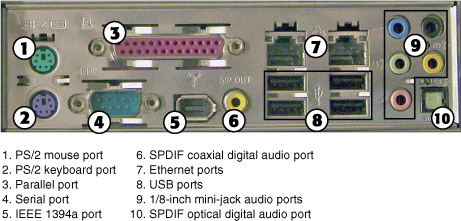 1
2
3
4
5
6
7
8
9
10
S/P OUT
1. PS/2 mouse port
2. PS/2 keyboard port
3. Parallel port
4. Serial port
5. IEEE 1394a port
6. SPDIF coaxial digital audio port
7. Ethernet ports
8. USB ports
9. 1/8-inch mini-jack audio ports
10. SPDIF optical digital audio port